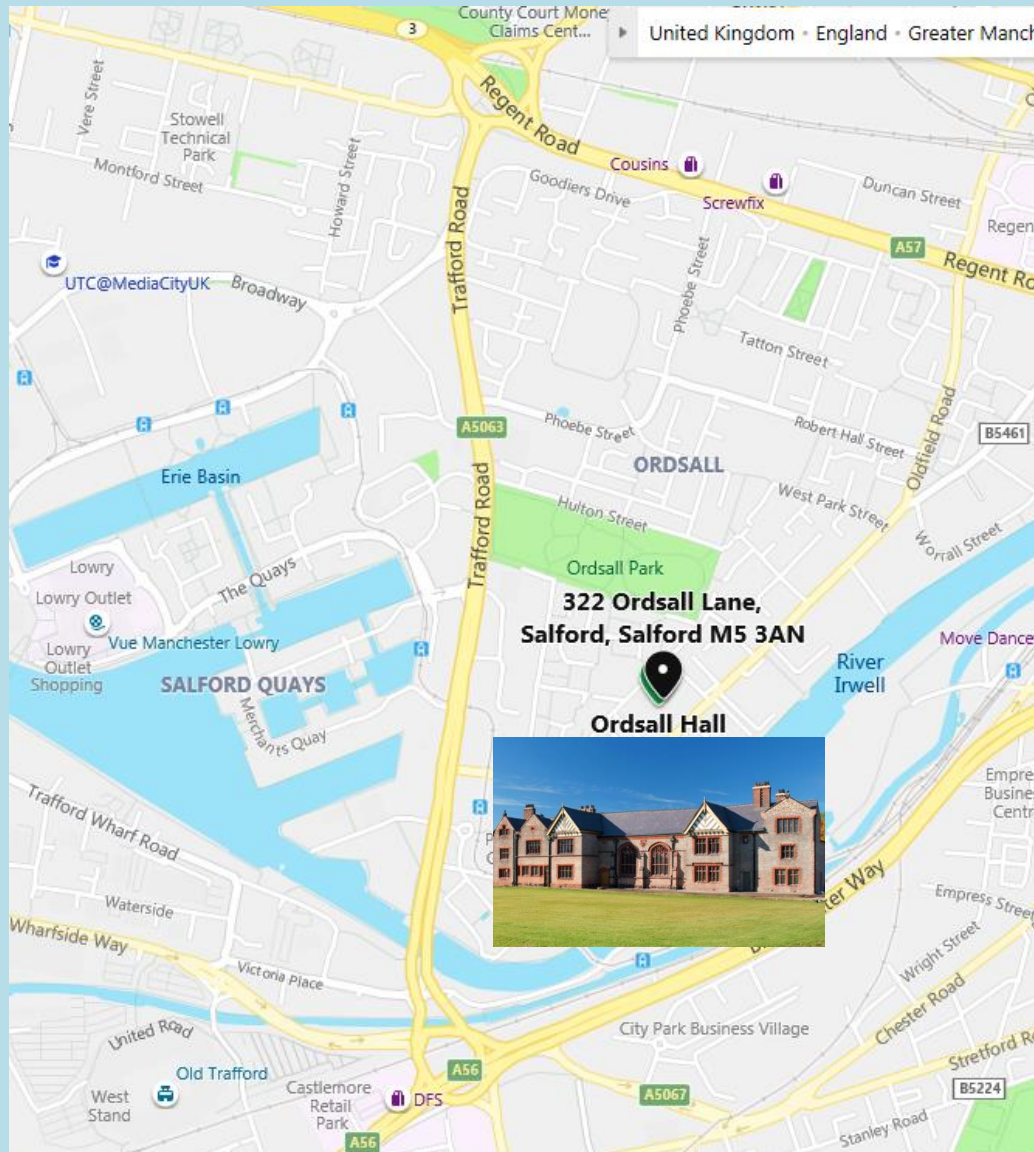 County Court Mone
Claims Cent...
United Kingdom • England • Greater Manch
3
Vere Street
Stowell
Technical
Park
Regent Road
Howard Street
Montford Street
Cousins
Goodiers Drive
Screwfix
Duncan Street
Regen
Trafford Road
A57
Regent Ro
UTC@MediaCityUK
Broadway
Phoebe Street
Tatton Street
A5063
Phoebe Street
Robert Hall Street
Oldfield Road
B5461
ORDSALL
Erie Basin
Trafford Road
Hulton Street
West Park Street
Worrall Street
Lowry
The Quays
Ordsall Park
Lowry Outlet
322 Ordsall Lane,
Salford, Salford M5 3AN
Vue Manchester Lowry
Move Dance
Lowry
Outlet
Shopping
SALFORD QUAYS
River
Irwell
Merchants Quay
Ordsall Hall
Empre
Busine
Centr
Trafford Wharf Road
P
C
ter Way
Waterside
Empress Stree
Wharfside Way
Wright Street
Victoria Place
Chester Road
United Road
City Park Business Village
Stretford R
Old Trafford
A56
West
Stand
Castlemore
Retail
Park
DFS
A5067
B5224
A56
Stanley Road